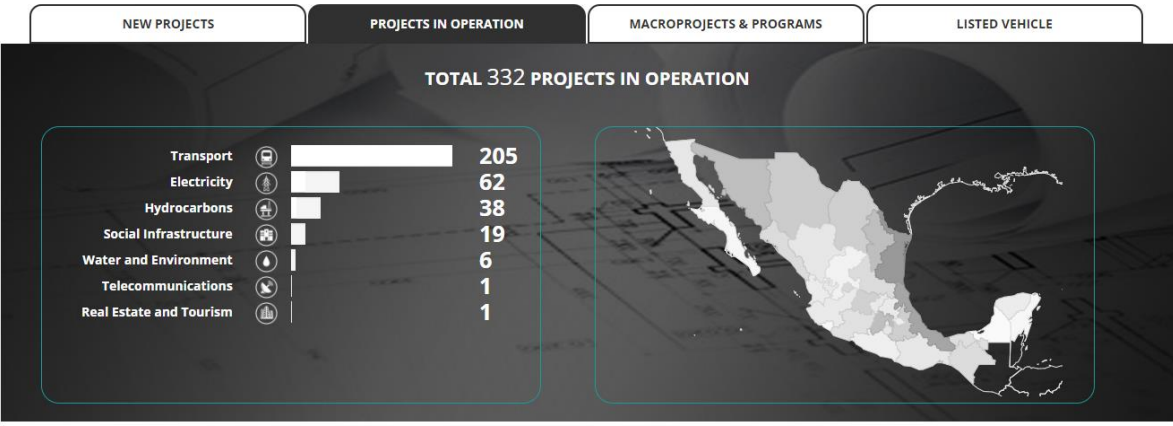 NEW PROJECTS
PROJECTS IN OPERATION
MACROPROJECTS & PROGRAMS
LISTED VEHICLE
TOTAL 332 PROJECTS IN OPERATION
Transport 205
Electricity 62
Hydrocarbons 38
Social Infrastructure 19
Water and Environment 6
Telecommunications 1
Real Estate and Tourism 1